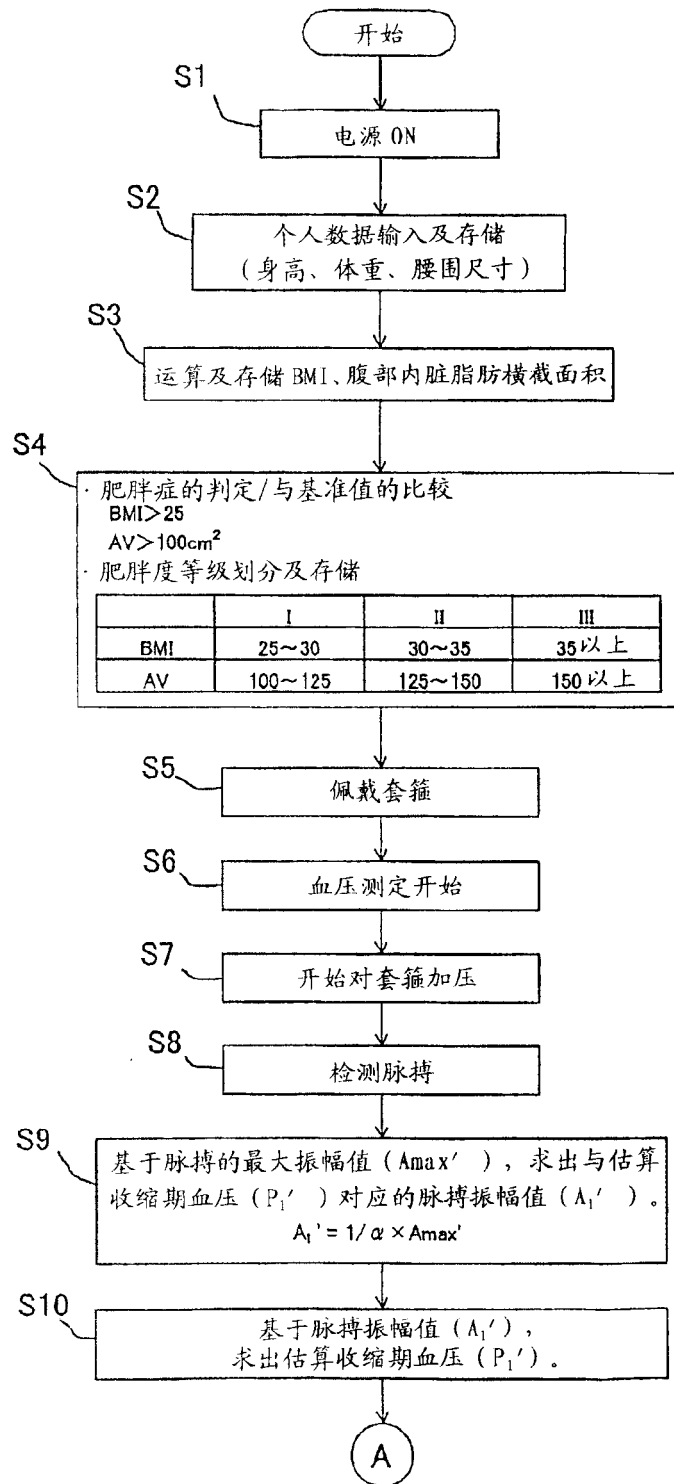 开始
S1
电源 ON
S2
个人数据输入及存储
(身高、体重、腰围尺寸)
S3
运算及存储 BMI、腹部内脏脂肪横截面积
S4
· 肥胖症的判定/与基准值的比较
BMI>25
AV>100cm²
· 肥胖度等级划分及存储
I II III
BMI 25~30 30~35 35以上
AV 100~125 125~150 150以上
S5
佩戴套箍
S6
血压测定开始
S7
开始对套箍加压
S8
检测脉搏
S9
基于脉搏的最大振幅值(Amax′),求出与估算
收缩期血压(P₁′)对应的脉搏振幅值(A₁′)。
A₁' = 1/α × Amax'
S10
基于脉搏振幅值(A₁′),
求出估算收缩期血压(P₁′)。
A